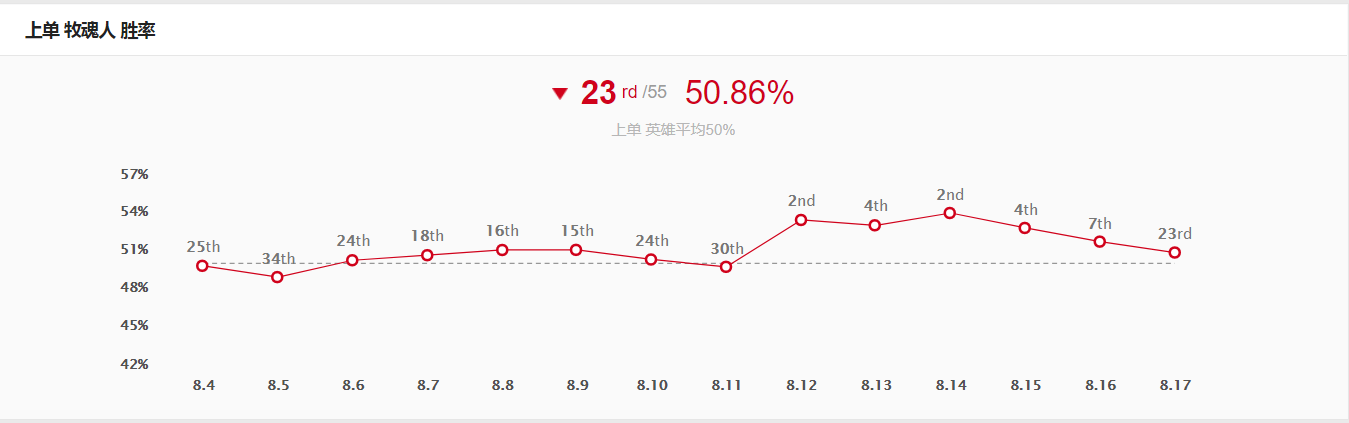 上单 牧魂人 胜率
23 rd /55 50.86%
上单 英雄平均50%
57%
54%
51%
48%
45%
42%
25th
34th
24th
18th
16th
15th
24th
30th
2nd
4th
2nd
4th
7th
23rd
8.4 8.5 8.6 8.7 8.8 8.9 8.10 8.11 8.12 8.13 8.14 8.15 8.16 8.17